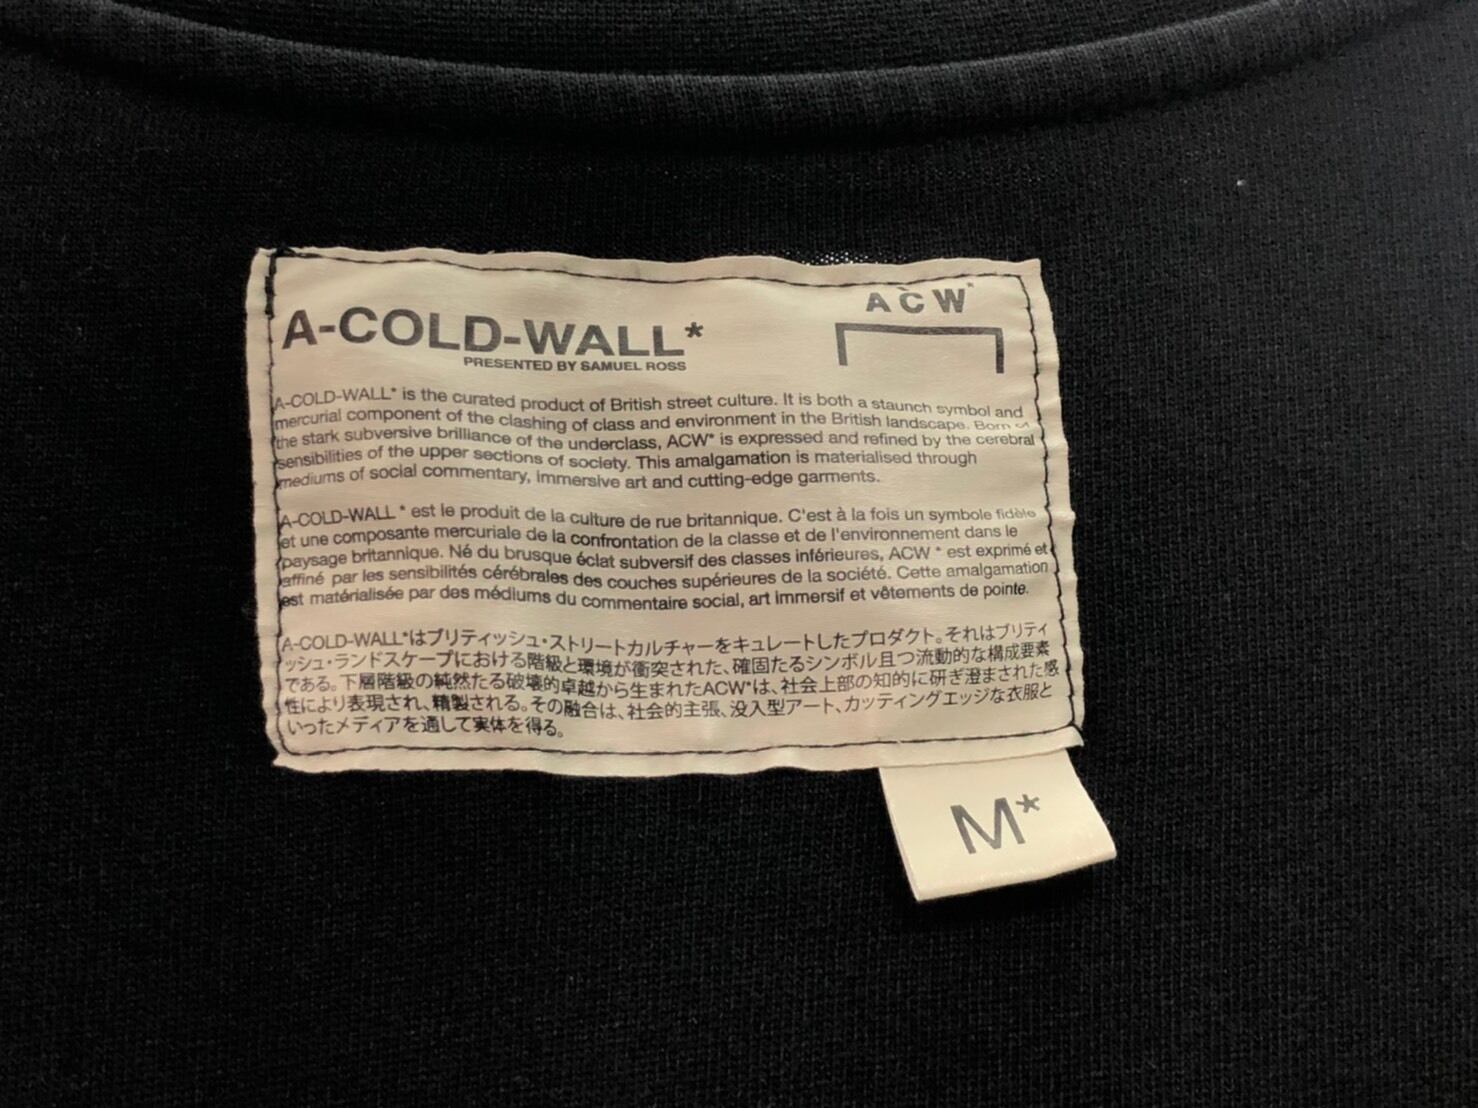 A-COLD-WALL*
PRESENTED BY SAMUEL ROSS
ACW*
A-COLD-WALL* is the curated product of British street culture. It is both a staunch symbol and
mercurial component of the clashing of class and environment in the British landscape. Born of
the stark subversive brilliance of the underclass, ACW* is expressed and refined by the cerebral
sensibilities of the upper sections of society. This amalgamation is materialised through
mediums of social commentary, immersive art and cutting-edge garments.
A-COLD-WALL * est le produit de la culture de rue britannique. C'est à la fois un symbole fidèle
et une composante mercuriale de la confrontation de la classe et de l'environnement dans le
paysage britannique. Né du brusque éclat subversif des classes inférieures, ACW * est exprimé et
affiné par les sensibilités cérébrales des couches supérieures de la société. Cette amalgamation
est matérialisée par des médiums du commentaire social, art immersif et vêtements de pointe.
A-COLD-WALL*はブリティッシュ・ストリートカルチャーをキュレートしたプロダクト。それはブリティ
ッシュ・ランドスケープにおける階級と環境が衝突された、確固たるシンボル且つ流動的な構成要素
である。下層階級の純然たる破壊的卓越から生まれたACW*は、社会上部の知的に研ぎ澄まされた感
性により表現され、精製される。その融合は、社会的主張、没入型アート、カッティングエッジな衣服と
いったメディアを通して実体を得る。
M*